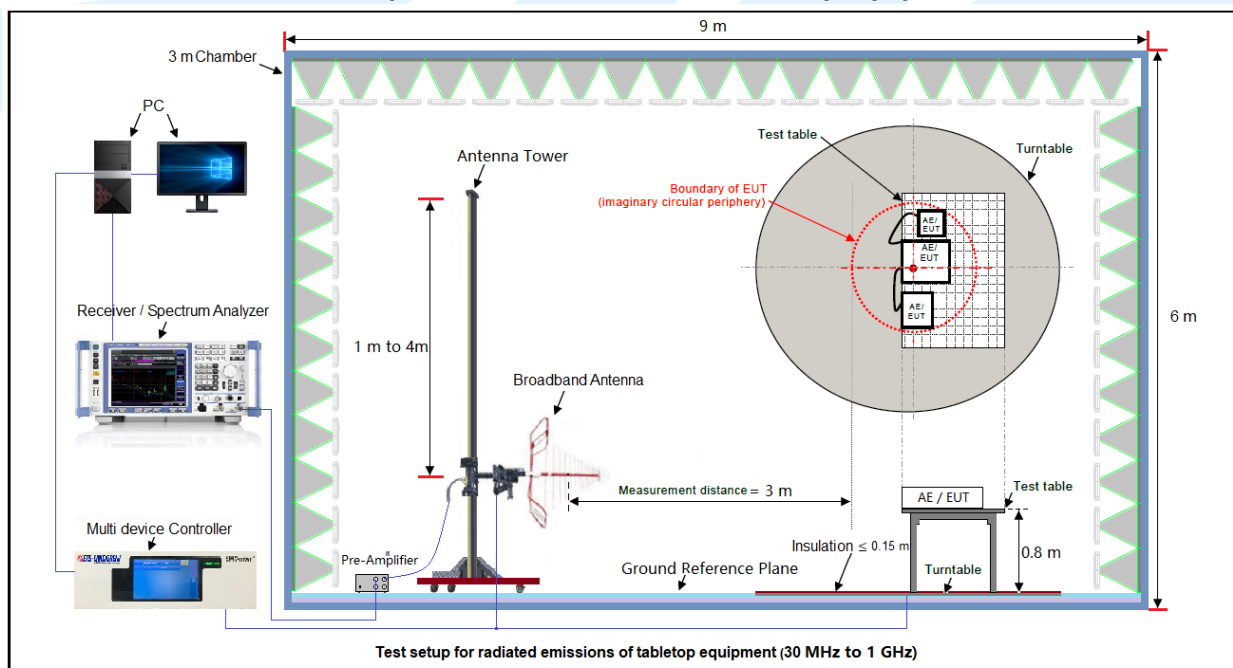 9 m
3 m Chamber
PC
Antenna Tower
Test table
Turntable
Boundary of EUT
(imaginary circular periphery)
AE/
EUT
AE/
EUT
AE/
EUT
Receiver / Spectrum Analyzer
1 m to 4m
6 m
Broadband Antenna
Measurement distance = 3 m
AE / EUT
Test table
Multi device Controller
Insulation ≤ 0.15 m
0.8 m
Pre-Amplifier
Ground Reference Plane
Turntable
Test setup for radiated emissions of tabletop equipment (30 MHz to 1 GHz)